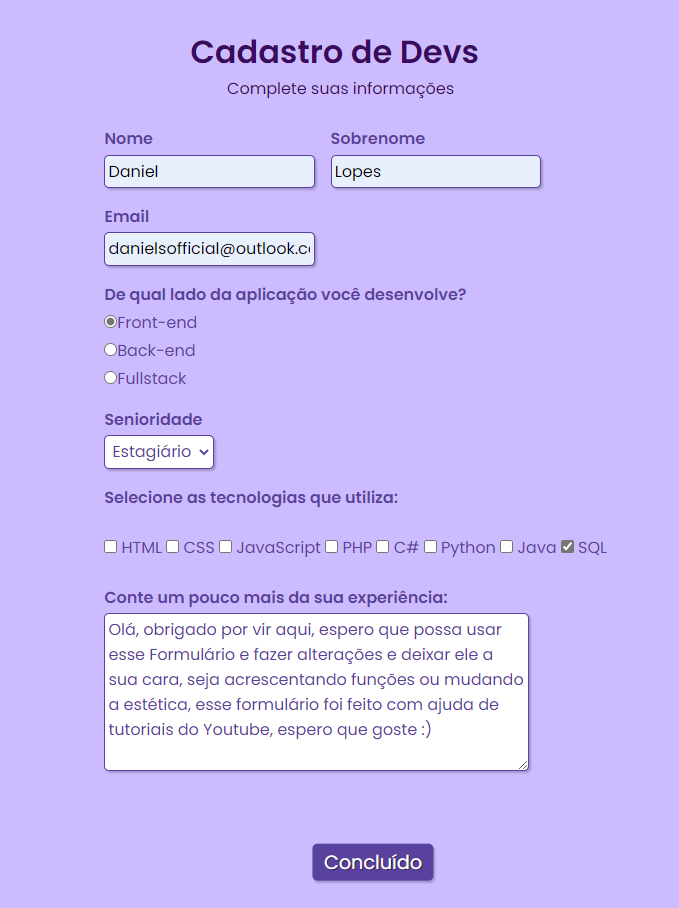 Cadastro de Devs
Complete suas informações
Nome Sobrenome
Daniel Lopes
Email
danielsofficial@outlook.c
De qual lado da aplicação você desenvolve?
Front-end
Back-end
Fullstack
Senioridade
Estagiário
Selecione as tecnologias que utiliza:
HTML CSS JavaScript PHP C# Python Java SQL
Conte um pouco mais da sua experiência:
Olá, obrigado por vir aqui, espero que possa usar
esse Formulário e fazer alterações e deixar ele a
sua cara, seja acrescentando funções ou mudando
a estética, esse formulário foi feito com ajuda de
tutoriais do Youtube, espero que goste :)
Concluído